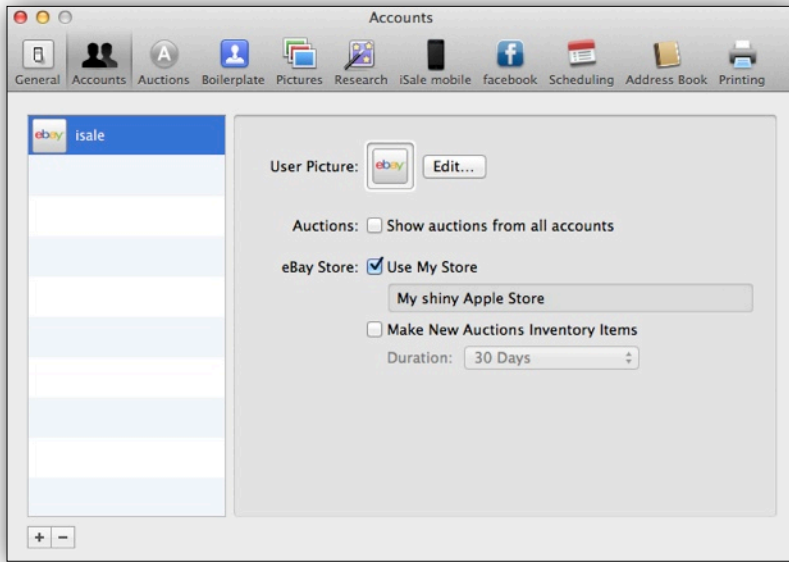 Accounts
General Accounts Auctions Boilerplate Pictures Research iSale mobile facebook Scheduling Address Book Printing
ebay isale
User Picture: ebay Edit...
Auctions: Show auctions from all accounts
eBay Store: Use My Store
My shiny Apple Store
Make New Auctions Inventory Items
Duration: 30 Days